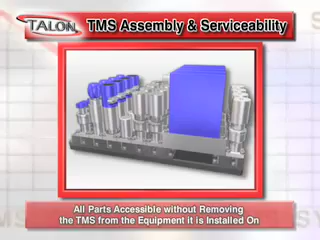 TALON
TMS Assembly & Serviceability
All Parts Accessible without Removing
the TMS from the Equipment it is Installed On